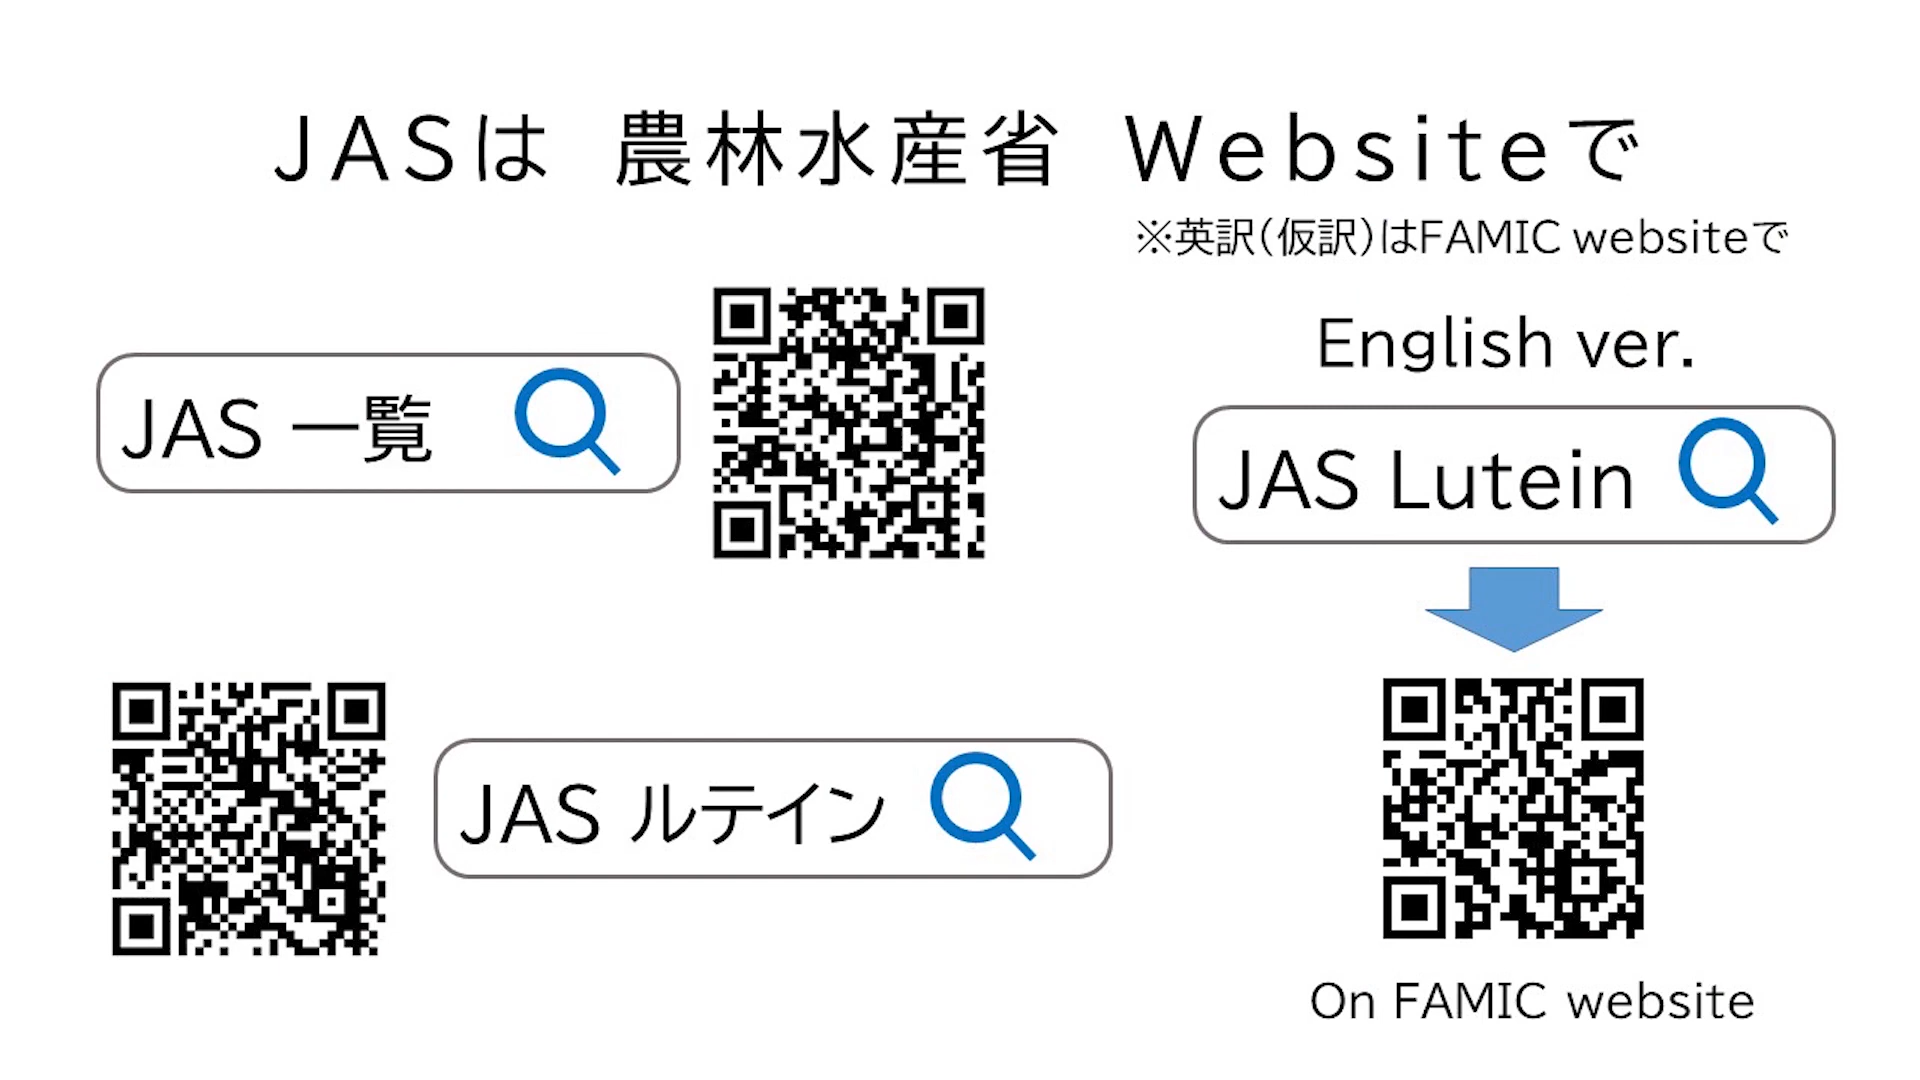 JASは 農林水産省 Websiteで
※英訳(仮訳)はFAMIC websiteで
JAS 一覧
English ver.
JAS Lutein
JAS ルテイン
On FAMIC website